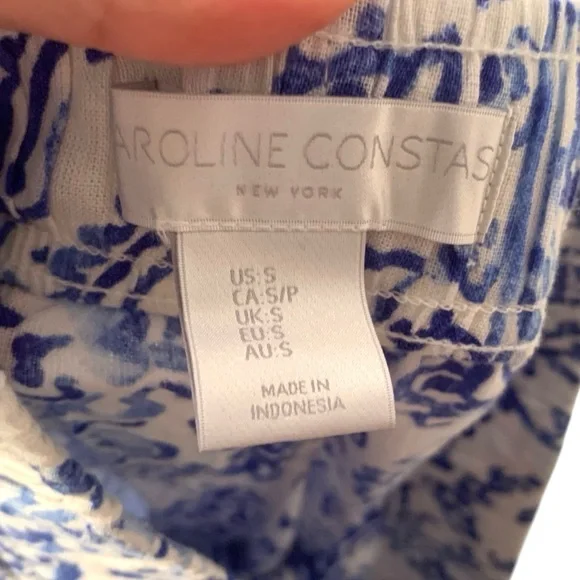 AROLINE CONSTAS
NEW YORK
US:S
CA:S/P
UK:S
EU:S
AU:S
MADE IN
INDONESIA